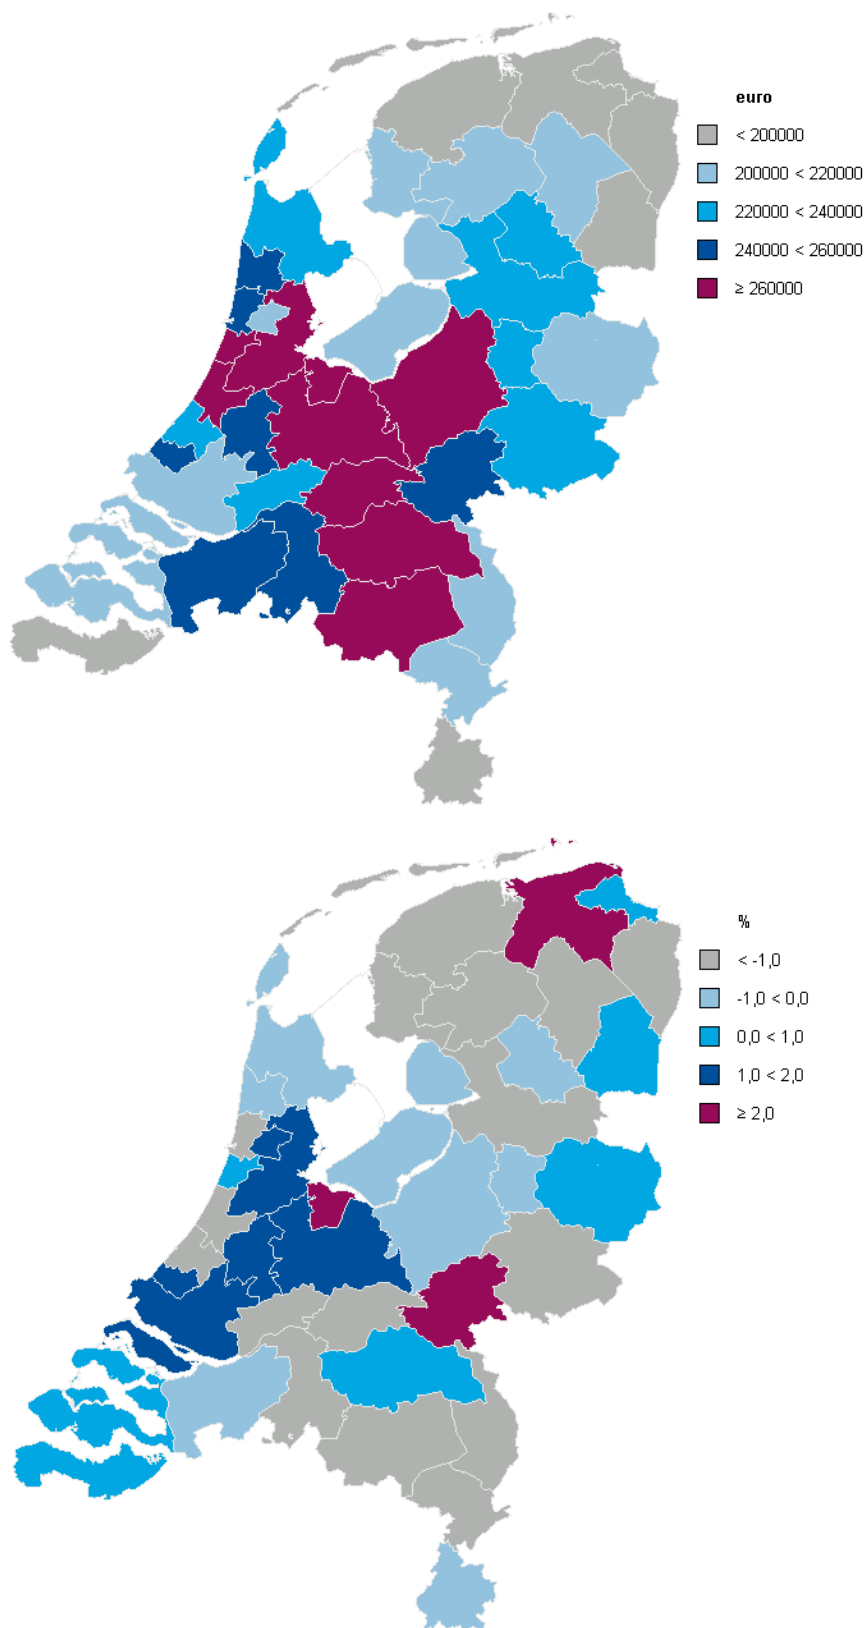 euro
< 200000
200000 < 220000
220000 < 240000
240000 < 260000
≥ 260000
%
< -1,0
-1,0 < 0,0
0,0 < 1,0
1,0 < 2,0
≥ 2,0